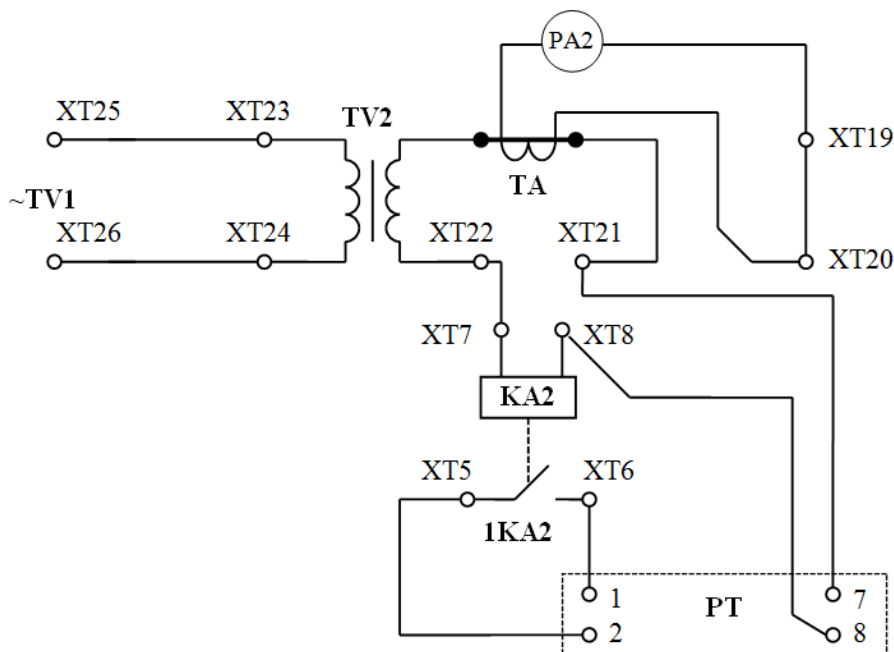 PA2
XT25
XT23
TV2
XT19
TA
~TV1
XT26
XT24
XT22
XT21
XT20
XT7
XT8
KA2
XT5
XT6
1KA2
1
PT
7
2
8